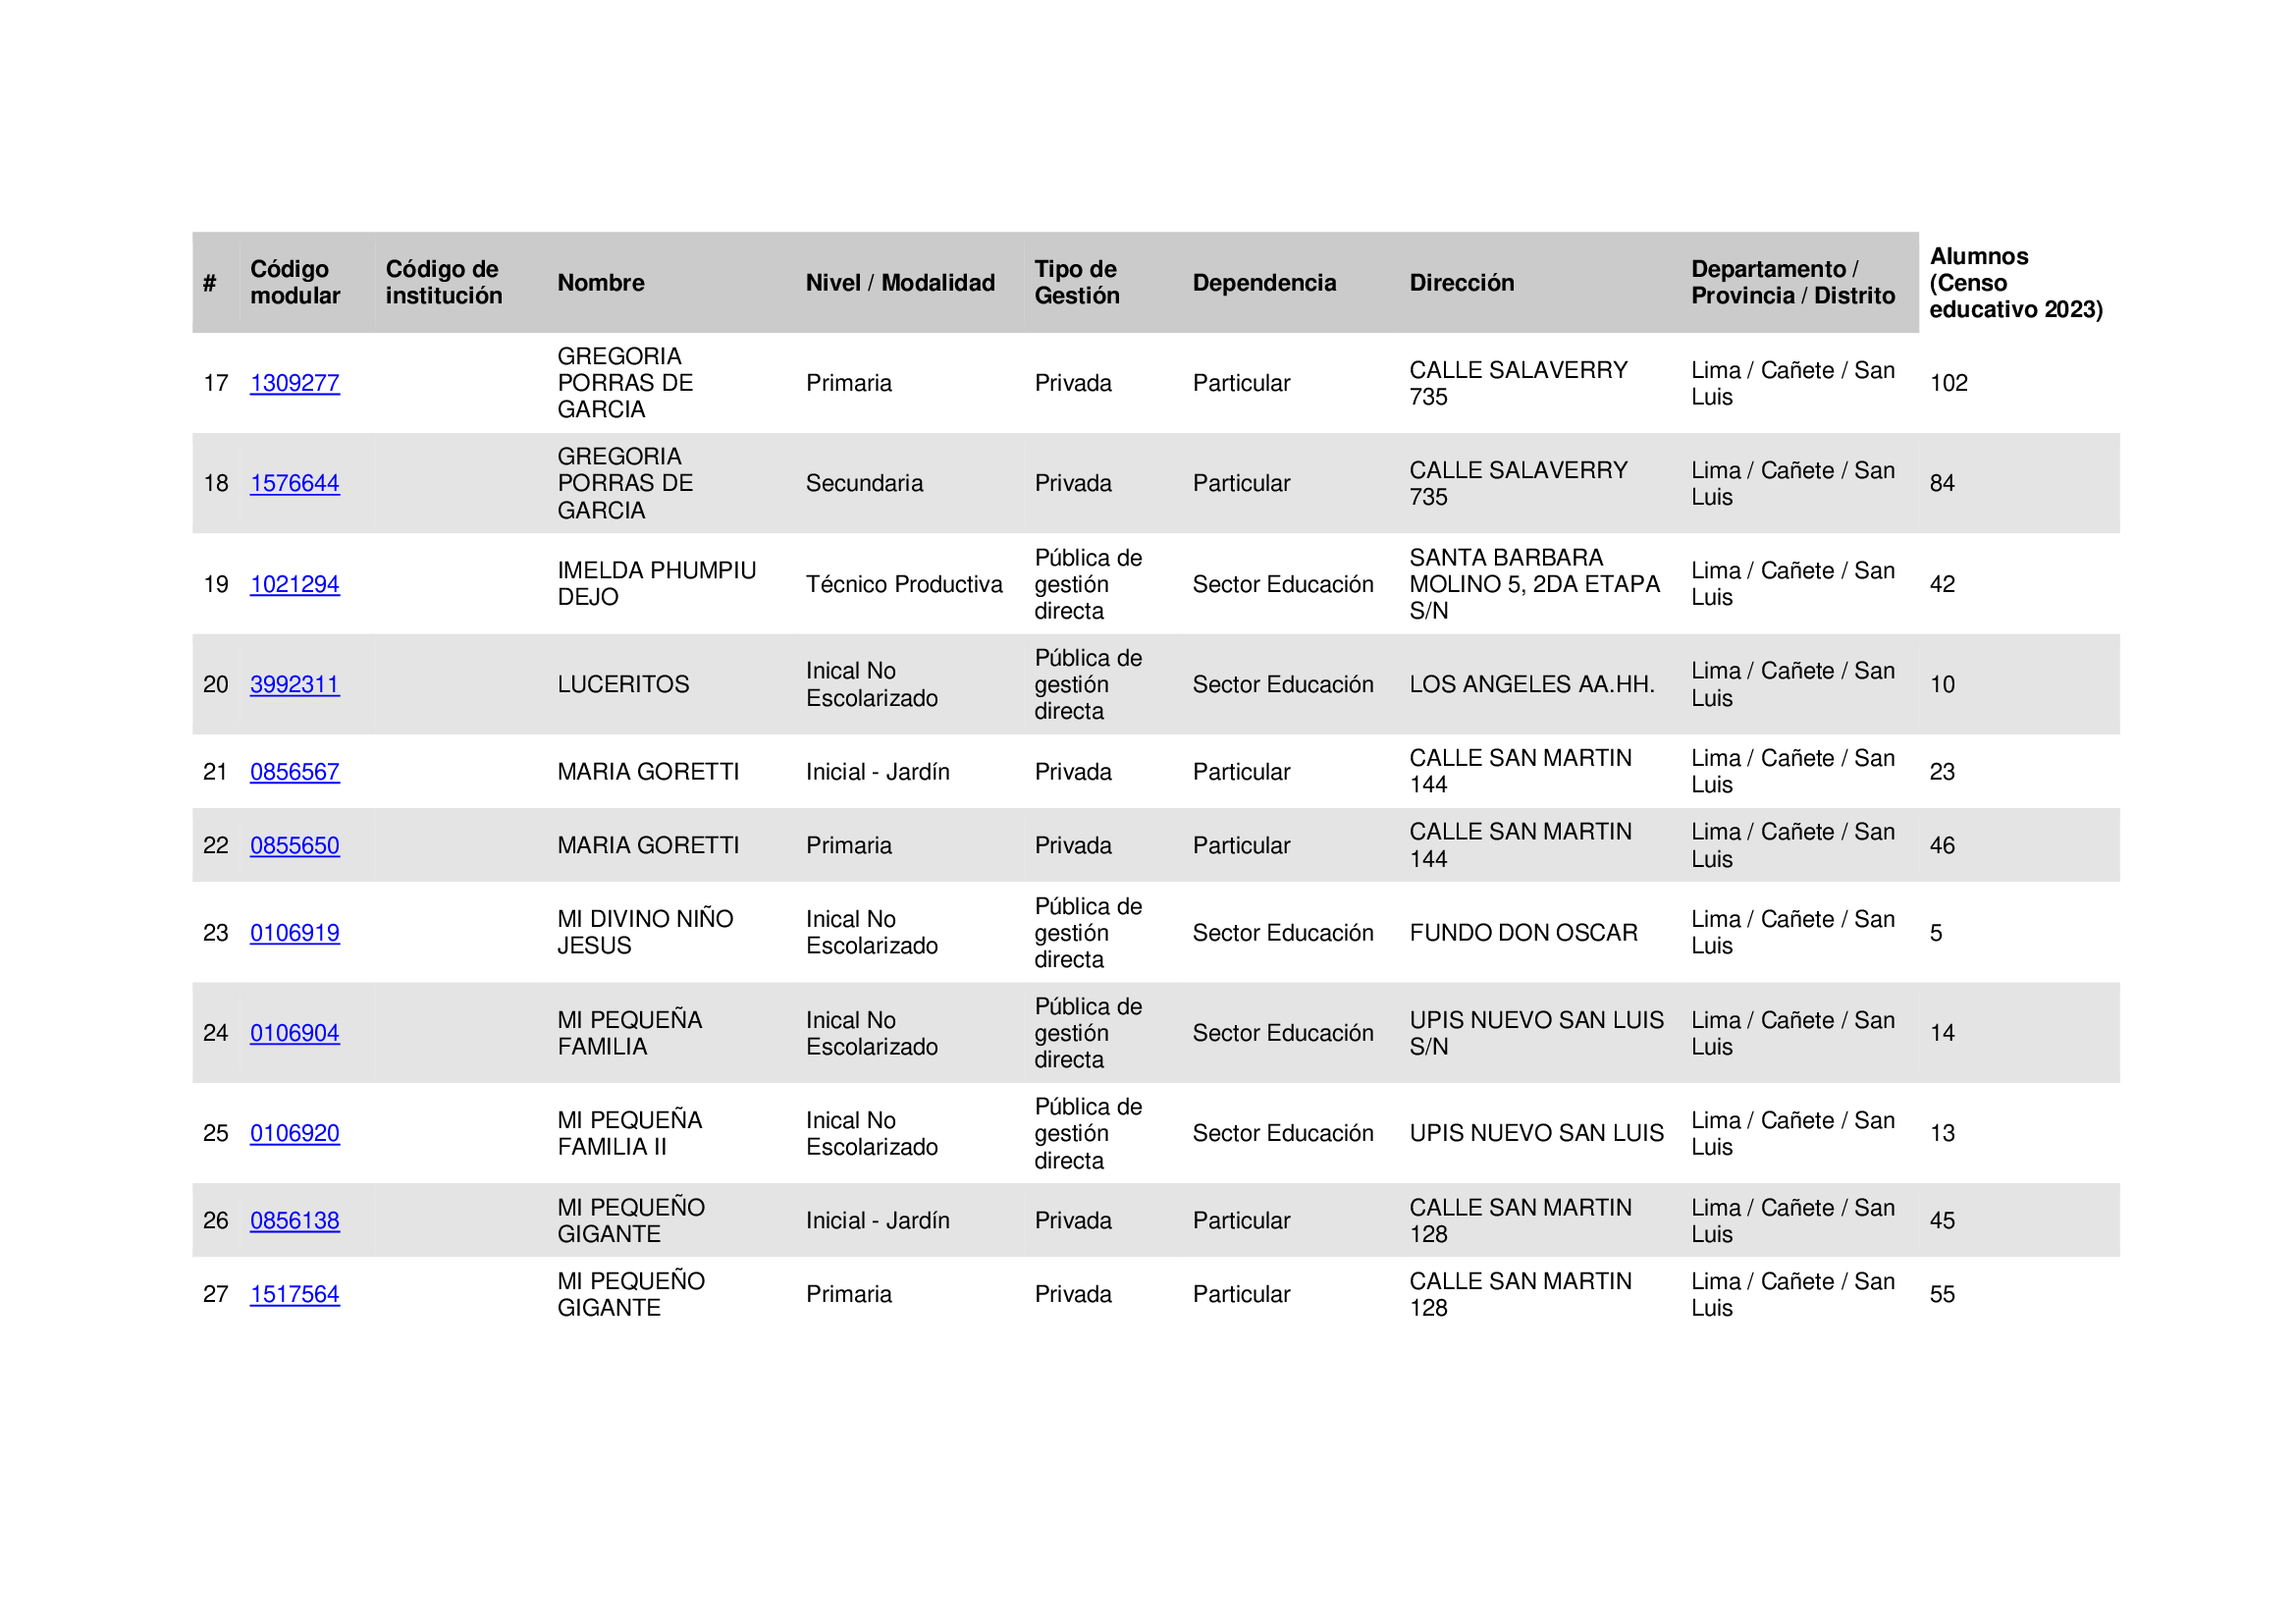 # Código modular Código de institución Nombre Nivel / Modalidad Tipo de Gestión Dependencia Dirección Departamento / Provincia / Distrito Alumnos (Censo educativo 2023)
17 1309277 GREGORIA PORRAS DE GARCIA Primaria Privada Particular CALLE SALAVERRY 735 Lima / Cañete / San Luis 102
18 1576644 GREGORIA PORRAS DE GARCIA Secundaria Privada Particular CALLE SALAVERRY 735 Lima / Cañete / San Luis 84
19 1021294 IMELDA PHUMPIU DEJO Técnico Productiva Pública de gestión directa Sector Educación SANTA BARBARA MOLINO 5, 2DA ETAPA S/N Lima / Cañete / San Luis 42
20 3992311 LUCERITOS Inical No Escolarizado Pública de gestión directa Sector Educación LOS ANGELES AA.HH. Lima / Cañete / San Luis 10
21 0856567 MARIA GORETTI Inicial - Jardín Privada Particular CALLE SAN MARTIN 144 Lima / Cañete / San Luis 23
22 0855650 MARIA GORETTI Primaria Privada Particular CALLE SAN MARTIN 144 Lima / Cañete / San Luis 46
23 0106919 MI DIVINO NIÑO JESUS Inical No Escolarizado Pública de gestión directa Sector Educación FUNDO DON OSCAR Lima / Cañete / San Luis 5
24 0106904 MI PEQUEÑA FAMILIA Inical No Escolarizado Pública de gestión directa Sector Educación UPIS NUEVO SAN LUIS S/N Lima / Cañete / San Luis 14
25 0106920 MI PEQUEÑA FAMILIA II Inical No Escolarizado Pública de gestión directa Sector Educación UPIS NUEVO SAN LUIS Lima / Cañete / San Luis 13
26 0856138 MI PEQUEÑO GIGANTE Inicial - Jardín Privada Particular CALLE SAN MARTIN 128 Lima / Cañete / San Luis 45
27 1517564 MI PEQUEÑO GIGANTE Primaria Privada Particular CALLE SAN MARTIN 128 Lima / Cañete / San Luis 55